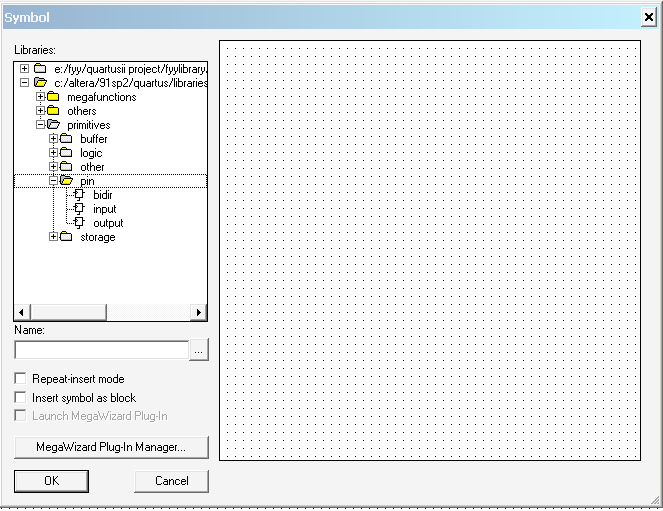 Symbol
Libraries:
e:/fyy/quartusii project/fyylibrary.
c:/altera/91sp2/quartus/libraries
megafunctions
others
primitives
buffer
logic
other
pin
bidir
input
output
storage
Name:
...
Repeat-insert mode
Insert symbol as block
Launch MegaWizard Plug-In
MegaWizard Plug-In Manager...
OK Cancel